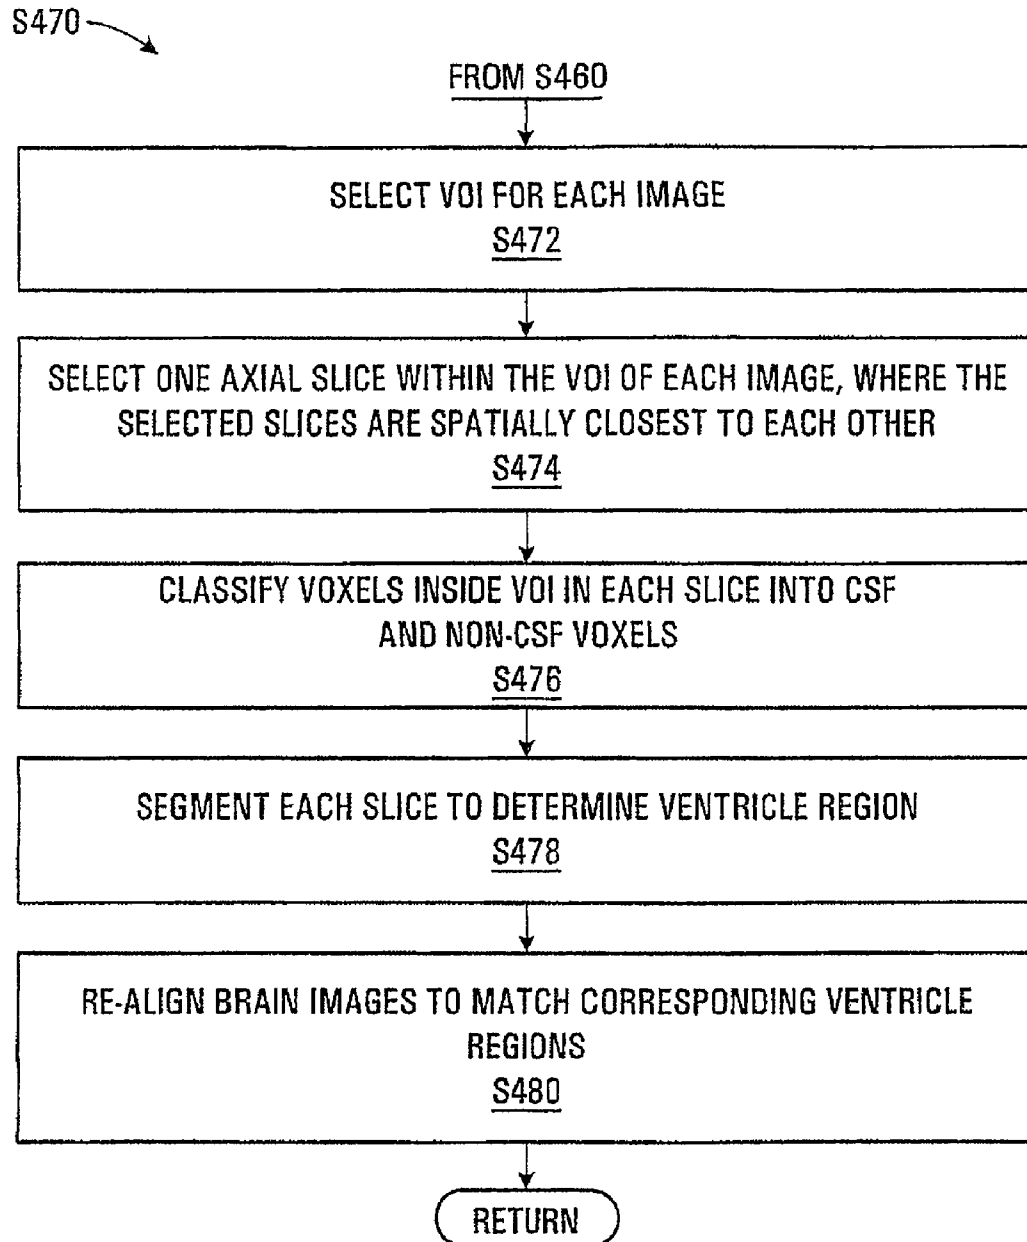 S470
FROM S460
SELECT VOI FOR EACH IMAGE
S472
SELECT ONE AXIAL SLICE WITHIN THE VOI OF EACH IMAGE, WHERE THE
SELECTED SLICES ARE SPATIALLY CLOSEST TO EACH OTHER
S474
CLASSIFY VOXELS INSIDE VOI IN EACH SLICE INTO CSF
AND NON-CSF VOXELS
S476
SEGMENT EACH SLICE TO DETERMINE VENTRICLE REGION
S478
RE-ALIGN BRAIN IMAGES TO MATCH CORRESPONDING VENTRICLE
REGIONS
S480
RETURN